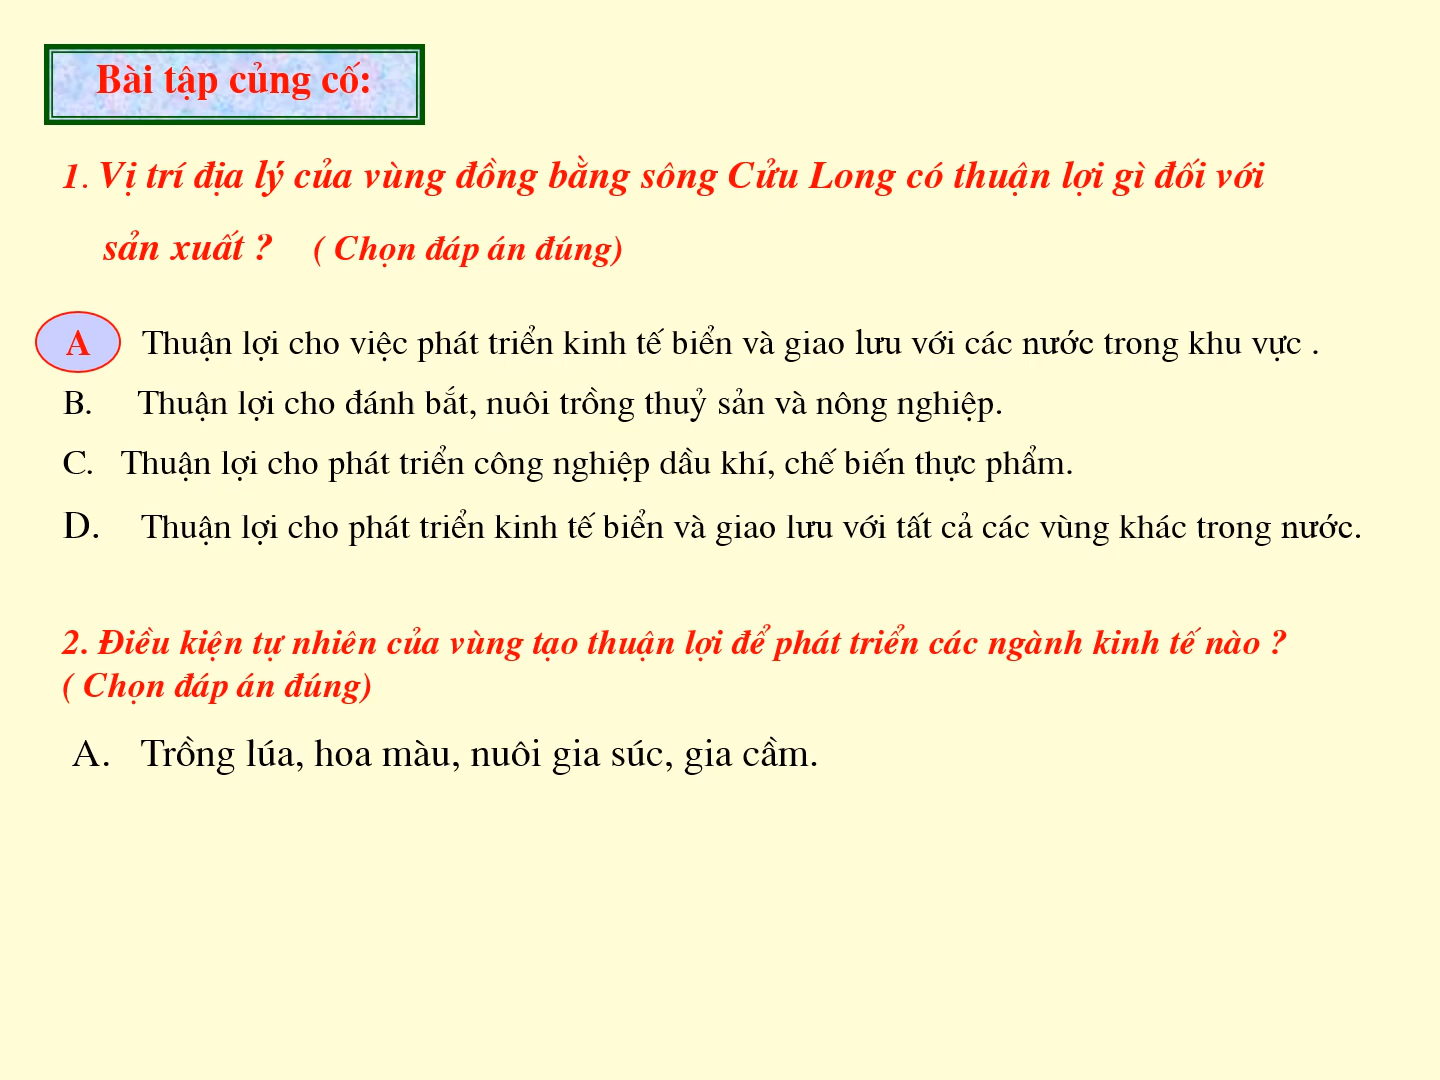 Bài tập củng cố:
1. Vị trí địa lý của vùng đồng bằng sông Cửu Long có thuận lợi gì đối với
sản xuất ? ( Chọn đáp án đúng)
A Thuận lợi cho việc phát triển kinh tế biển và giao lưu với các nước trong khu vực .
B. Thuận lợi cho đánh bắt, nuôi trồng thuỷ sản và nông nghiệp.
C. Thuận lợi cho phát triển công nghiệp dầu khí, chế biến thực phẩm.
D. Thuận lợi cho phát triển kinh tế biển và giao lưu với tất cả các vùng khác trong nước.
2. Điều kiện tự nhiên của vùng tạo thuận lợi để phát triển các ngành kinh tế nào ?
( Chọn đáp án đúng)
A. Trồng lúa, hoa màu, nuôi gia súc, gia cầm.